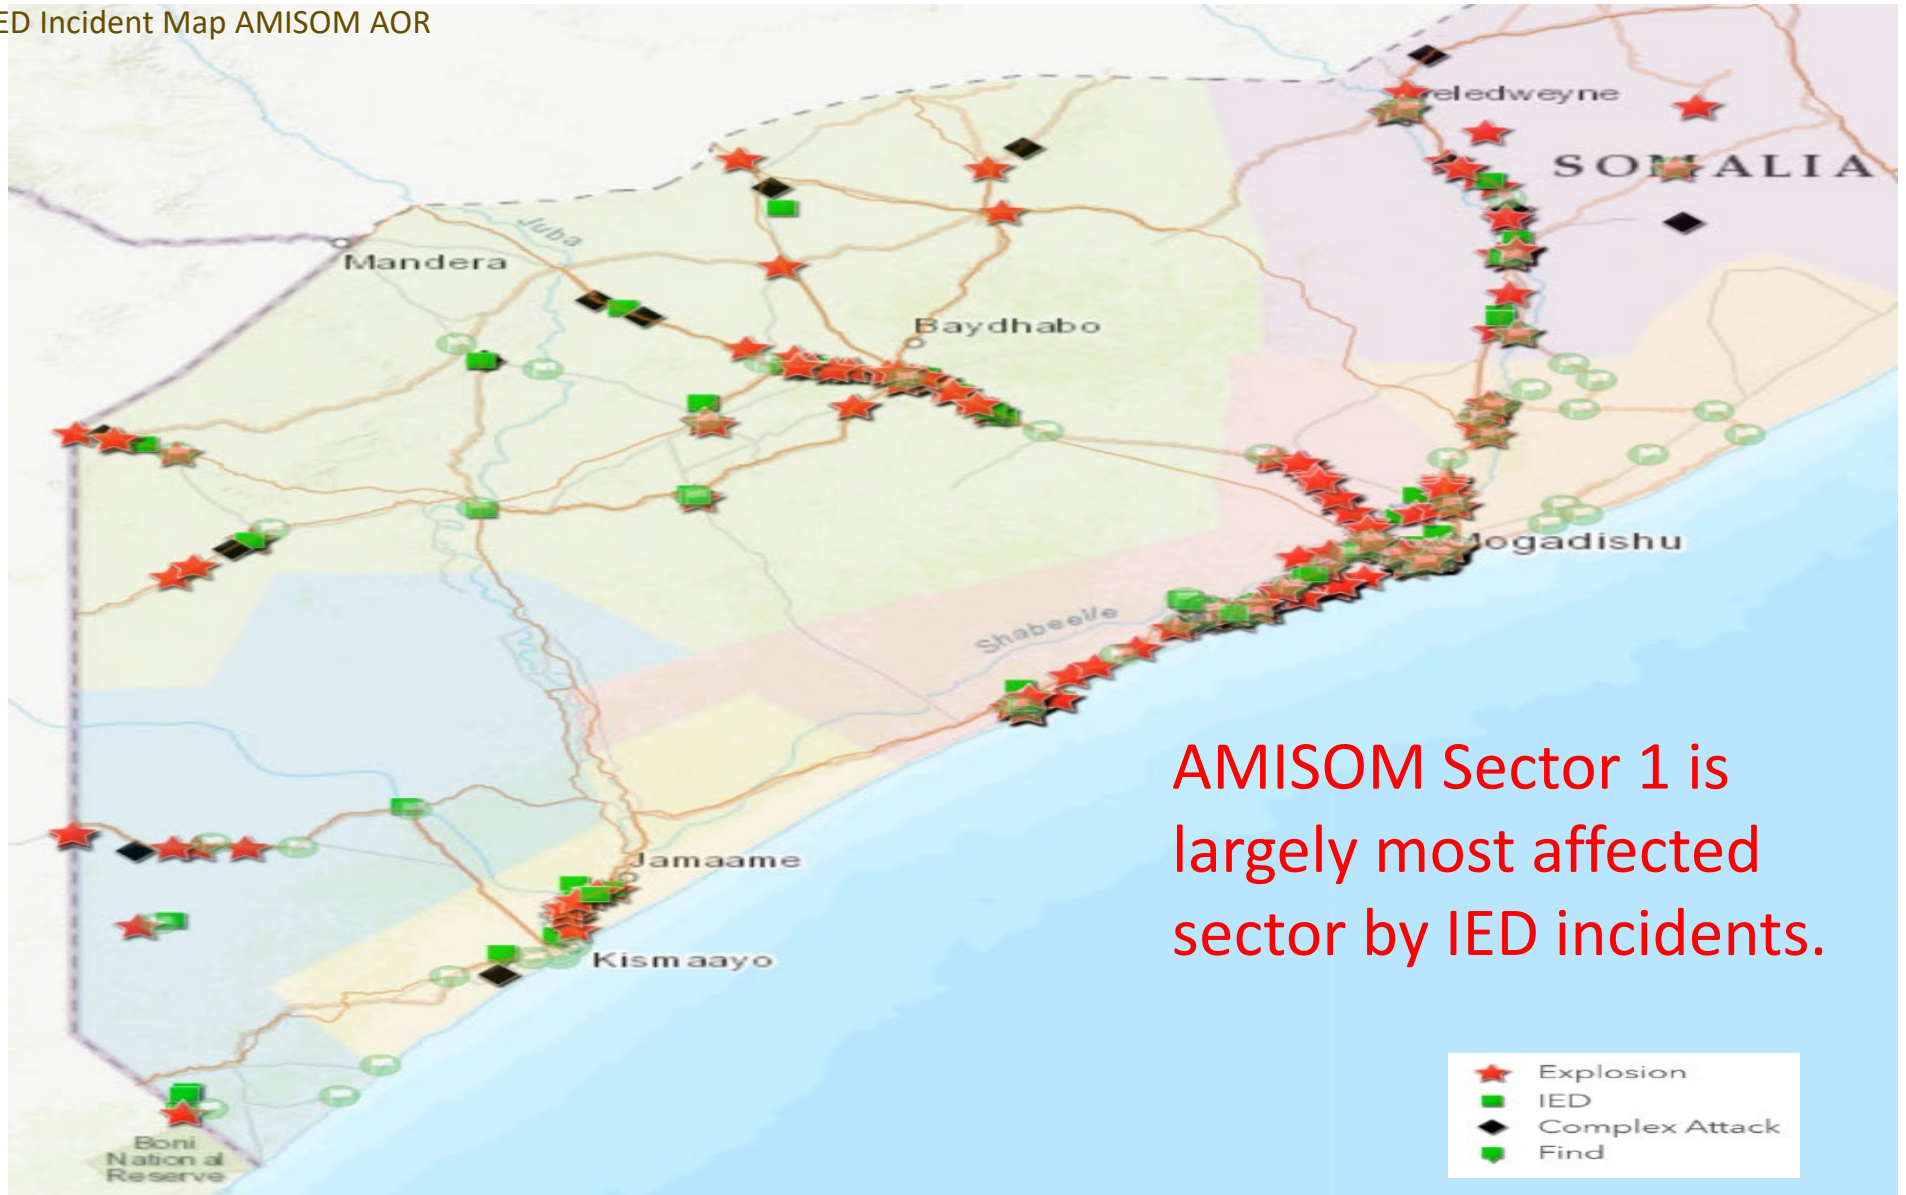 ED Incident Map AMISOM AOR
eledweyne
SOMALIA
Juba
Mandera
Baydhabo
Mogadishu
Shabeelle
AMISOM Sector 1 is
largely most affected
sector by IED incidents.
Jamaame
Kismaayo
Explosion
IED
Complex Attack
Find
Boni
National
Reserve